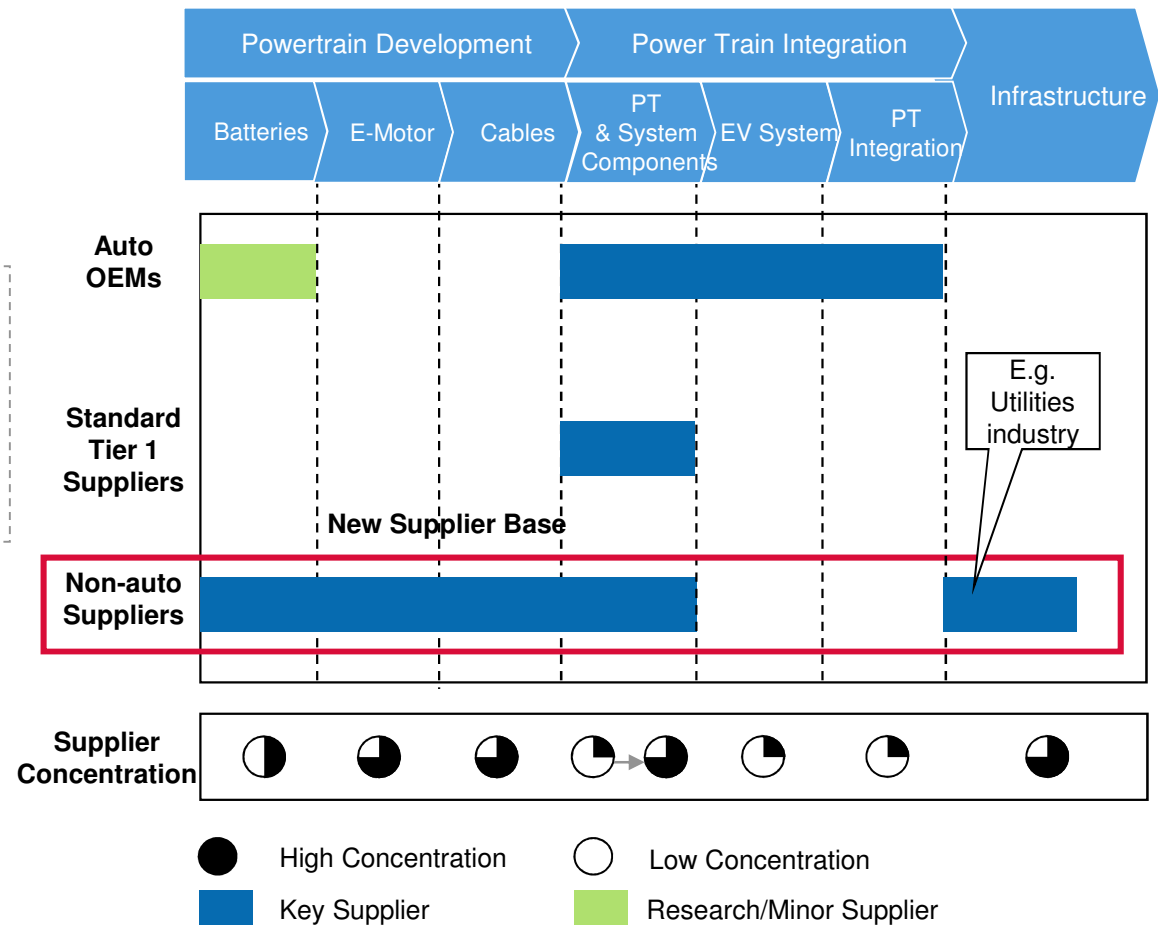 Powertrain Development
Power Train Integration
Infrastructure
Batteries
E-Motor
Cables
PT
& System
Components
EV System
PT
Integration
Auto
OEMs
E.g.
Utilities
industry
Standard
Tier 1
Suppliers
New Supplier Base
Non-auto
Suppliers
Supplier
Concentration
High Concentration
Low Concentration
Key Supplier
Research/Minor Supplier